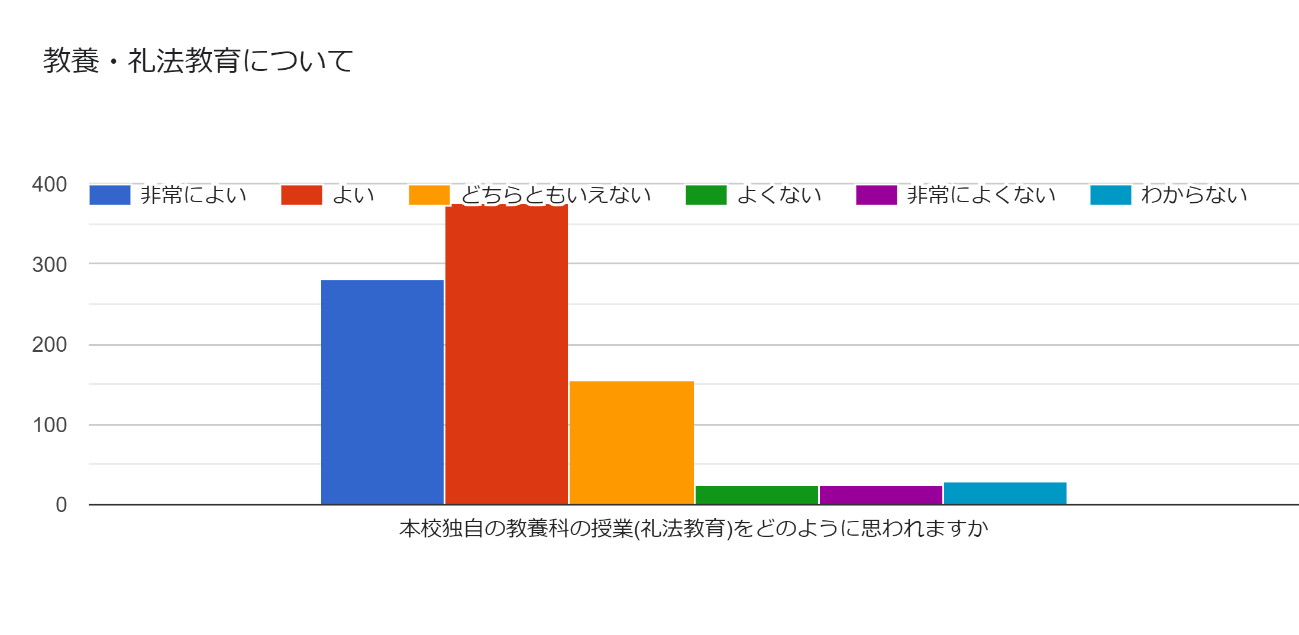 教養・礼法教育について
400
非常によい よい どちらともいえない よくない 非常によくない わからない
300
200
100
0
本校独自の教養科の授業(礼法教育)をどのように思われますか